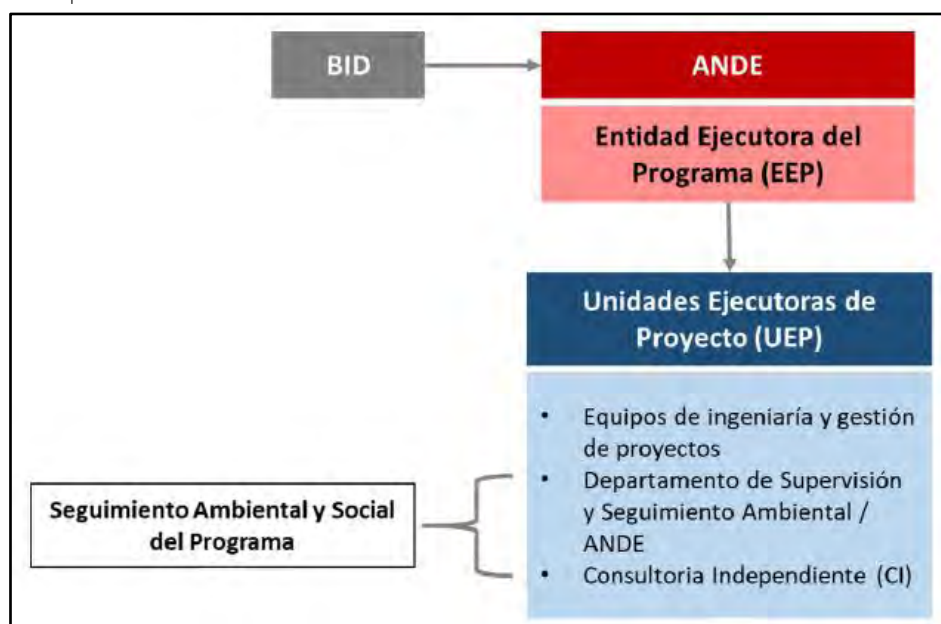 BID
ANDE
Entidad Ejecutora del
Programa (EEP)
Unidades Ejecutoras de
Proyecto (UEP)
• Equipos de ingeniaría y gestión
de proyectos
• Departamento de Supervisión
y Seguimiento Ambiental /
ANDE
• Consultoria Independiente (CI)
Seguimiento Ambiental y Social
del Programa